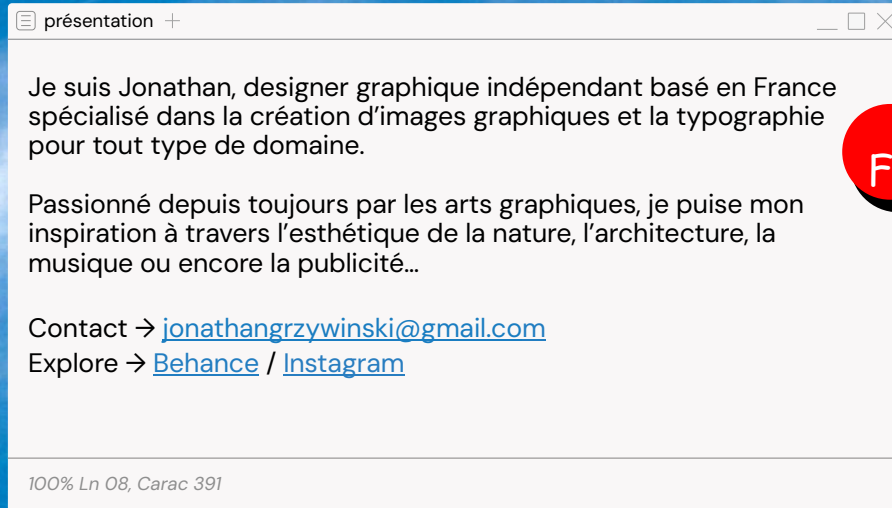 présentation
Je suis Jonathan, designer graphique indépendant basé en France
spécialisé dans la création d’images graphiques et la typographie
pour tout type de domaine.
Passionné depuis toujours par les arts graphiques, je puise mon
inspiration à travers l’esthétique de la nature, l’architecture, la
musique ou encore la publicité…
Contact → jonathangrzywinski@gmail.com
Explore → Behance / Instagram
100% Ln 08, Carac 391